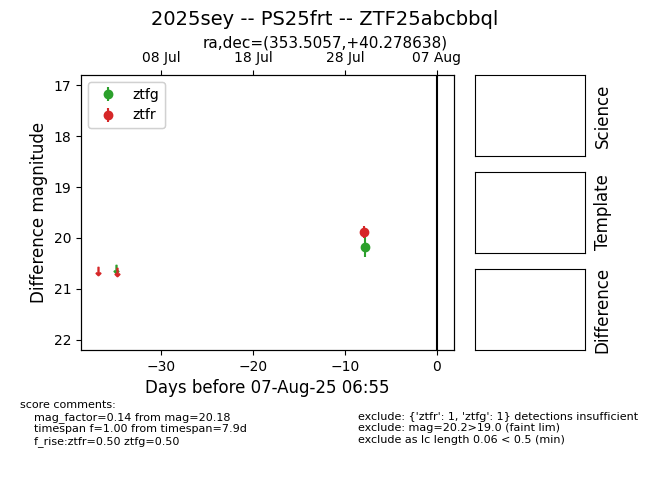 2025sey -- PS25frt -- ZTF25abcbbql
ra,dec=(353.5057,+40.278638)
08 Jul 18 Jul 28 Jul 07 Aug
ztfg
ztfr
17
18
19
20
21
22
Difference magnitude
−30 −20 −10 0
Days before 07-Aug-25 06:55
Science
Template
Difference
score comments:
mag_factor=0.14 from mag=20.18
timespan f=1.00 from timespan=7.9d
f_rise:ztfr=0.50 ztfg=0.50
exclude: {'ztfr': 1, 'ztfg': 1} detections insufficient
exclude: mag=20.2>19.0 (faint lim)
exclude as lc length 0.06 < 0.5 (min)